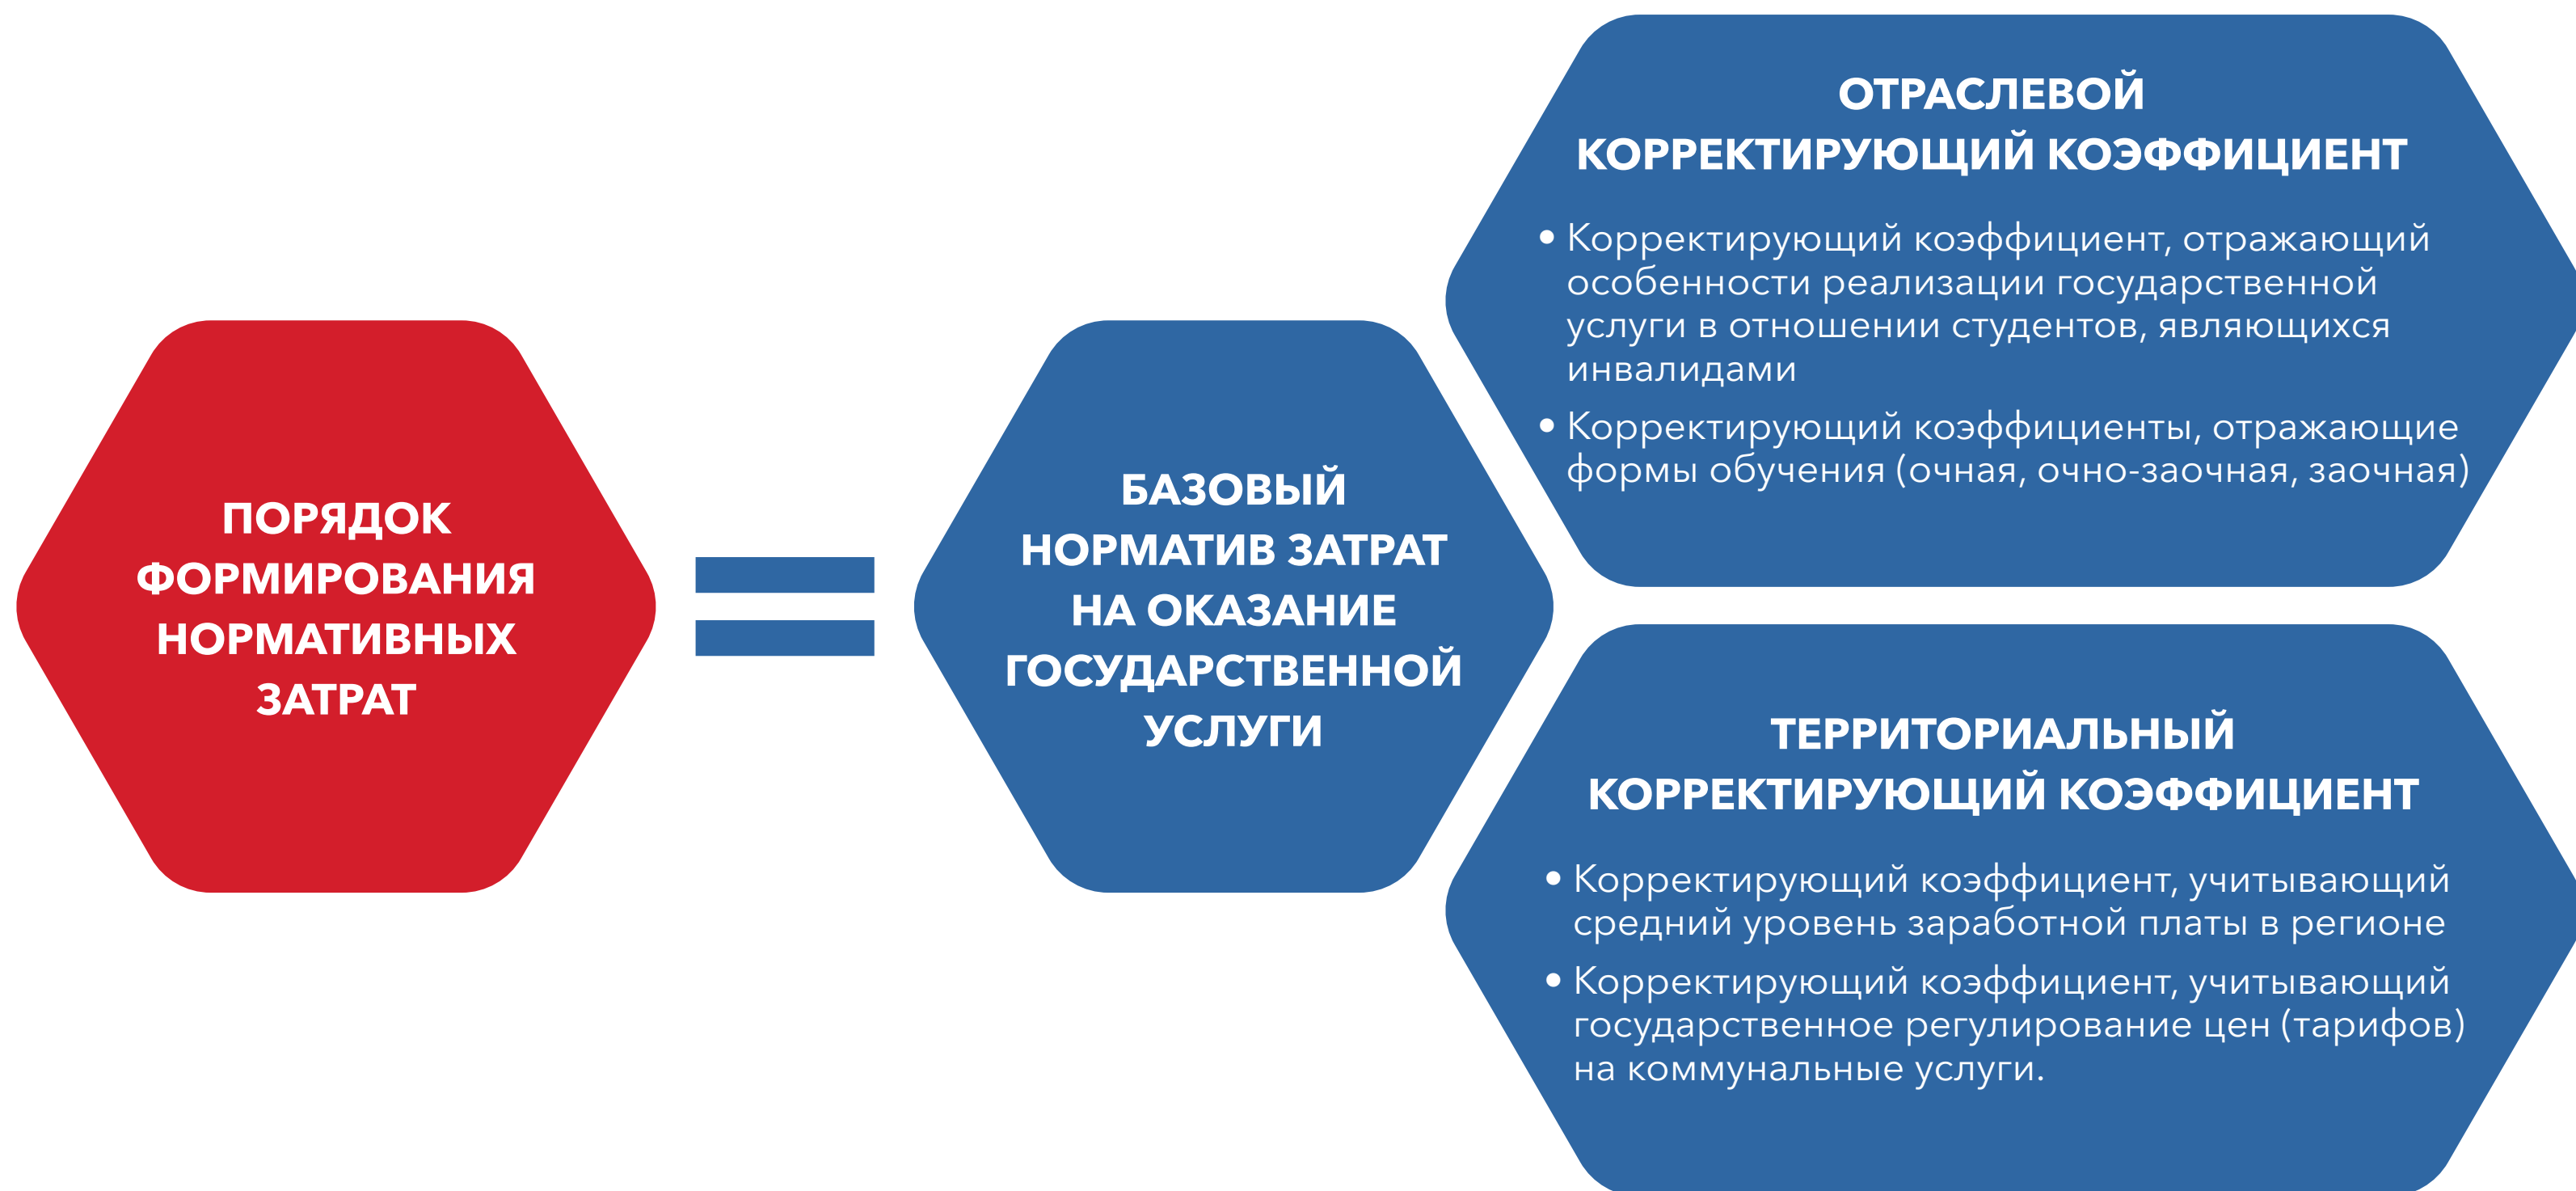 ПОРЯДОК
ФОРМИРОВАНИЯ
НОРМАТИВНЫХ
ЗАТРАТ
БАЗОВЫЙ
НОРМАТИВ ЗАТРАТ
НА ОКАЗАНИЕ
ГОСУДАРСТВЕННОЙ
УСЛУГИ
ОТРАСЛЕВОЙ
КОРРЕКТИРУЮЩИЙ КОЭФФИЦИЕНТ
• Корректирующий коэффициент, отражающий
особенности реализации государственной
услуги в отношении студентов, являющихся
инвалидами
• Корректирующий коэффициенты, отражающие
формы обучения (очная, очно-заочная, заочная)
ТЕРРИТОРИАЛЬНЫЙ
КОРРЕКТИРУЮЩИЙ КОЭФФИЦИЕНТ
• Корректирующий коэффициент, учитывающий
средний уровень заработной платы в регионе
• Корректирующий коэффициент, учитывающий
государственное регулирование цен (тарифов)
на коммунальные услуги.